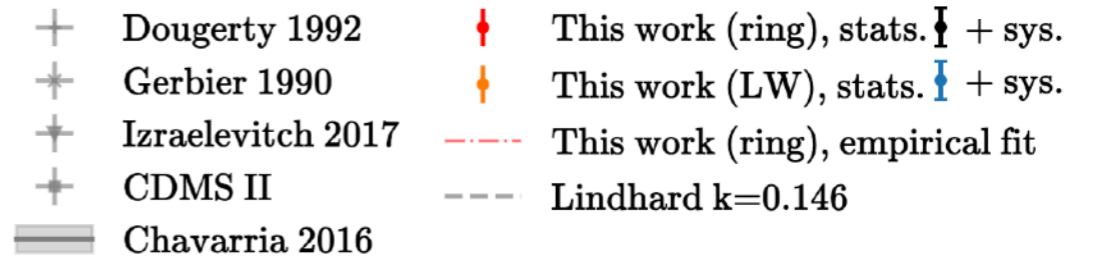 Dougerty 1992
Gerbier 1990
Izraelevitch 2017
CDMS II
Chavarria 2016
This work (ring), stats. + sys.
This work (LW), stats. + sys.
This work (ring), empirical fit
Lindhard k=0.146